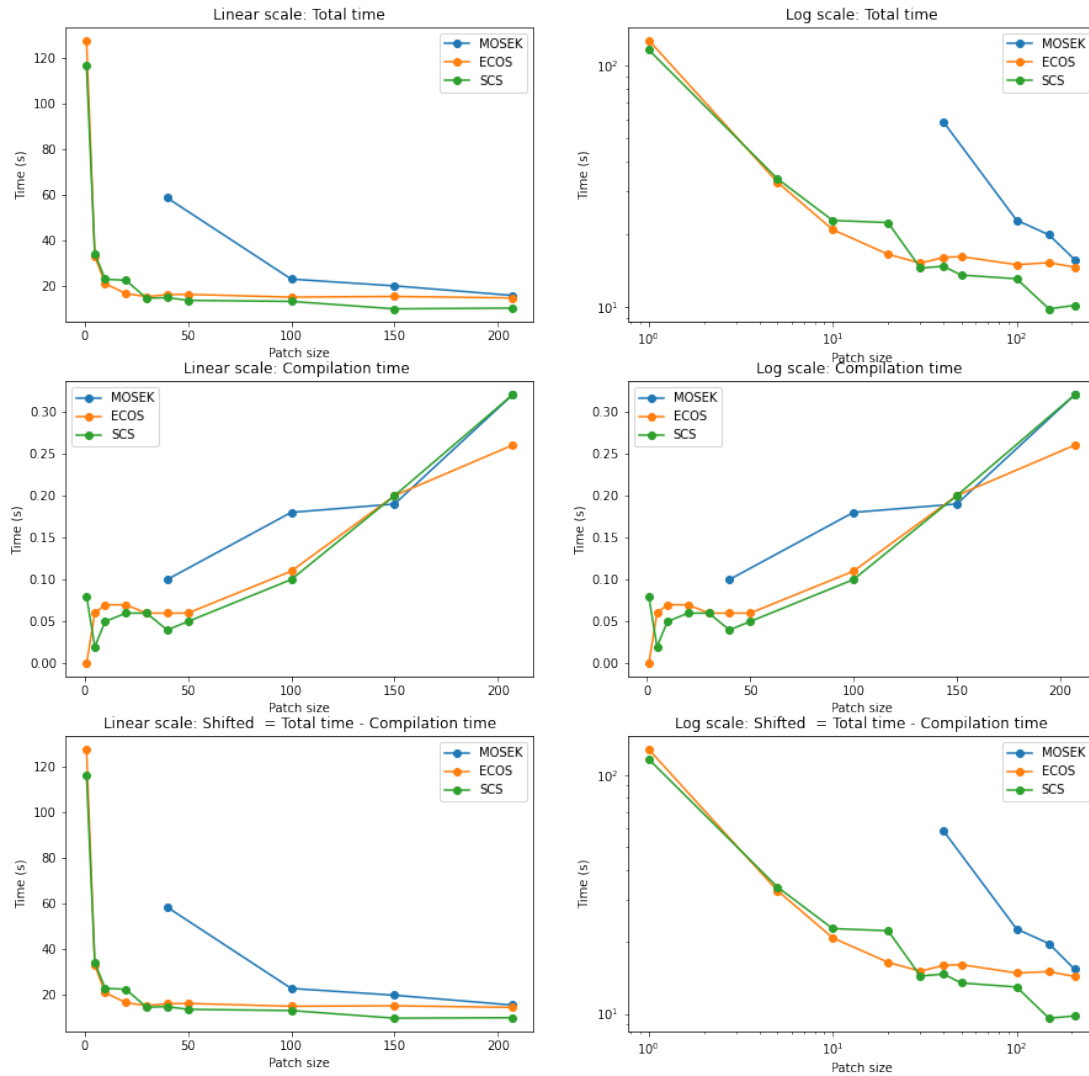 Linear scale: Total time
Time (s)
120
100
80
60
40
20
0
50
100
150
200
Patch size
MOSEK
ECOS
SCS
Log scale: Total time
Time (s)
10²
10¹
10⁰
10¹
10²
Patch size
MOSEK
ECOS
SCS
Linear scale: Compilation time
Time (s)
0.30
0.25
0.20
0.15
0.10
0.05
0.00
0
50
100
150
200
Patch size
MOSEK
ECOS
SCS
Log scale: Compilation time
Time (s)
0.30
0.25
0.20
0.15
0.10
0.05
0.00
0
50
100
150
200
Patch size
MOSEK
ECOS
SCS
Linear scale: Shifted  = Total time - Compilation time
Time (s)
120
100
80
60
40
20
0
50
100
150
200
Patch size
MOSEK
ECOS
SCS
Log scale: Shifted  = Total time - Compilation time
Time (s)
10²
10¹
10⁰
10¹
10²
Patch size
MOSEK
ECOS
SCS